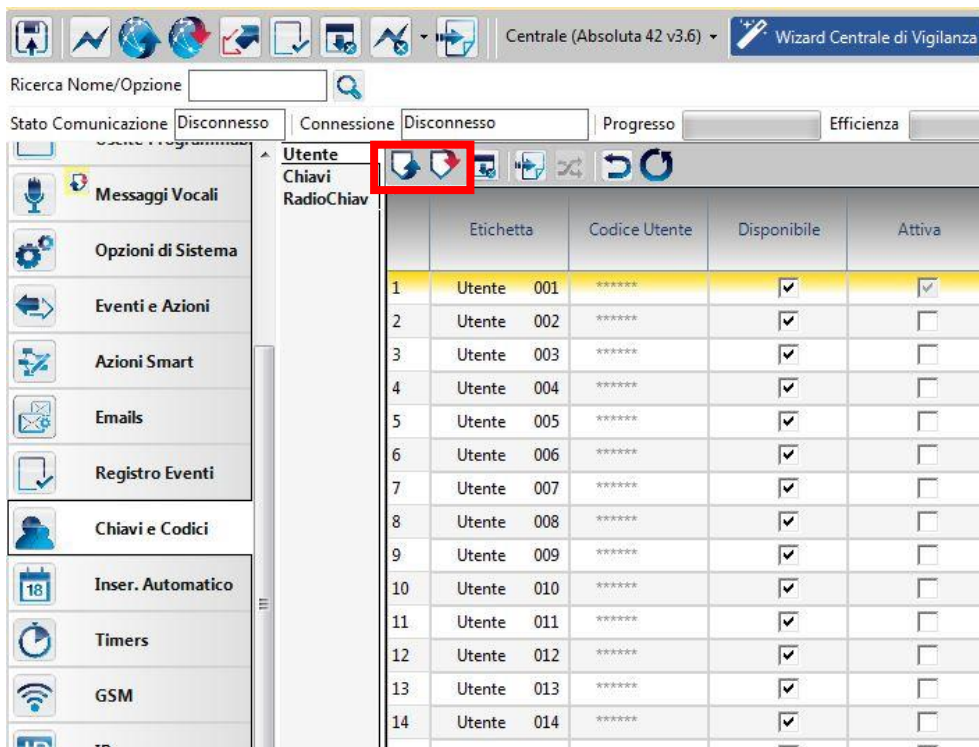 Centrale (Absoluta 42 v3.6)
Wizard Centrale di Vigilanza
Ricerca Nome/Opzione
Stato Comunicazione Disconnesso Connessione Disconnesso Progresso Efficienza
Messaggi Vocali
Opzioni di Sistema
Eventi e Azioni
Azioni Smart
Emails
Registro Eventi
Chiavi e Codici
18 Inser. Automatico
Timers
GSM
Utente
Chiavi
RadioChiav
Etichetta Codice Utente Disponibile Attiva
1 Utente 001 ******
2 Utente 002 ******
3 Utente 003 ******
4 Utente 004 ******
5 Utente 005 ******
6 Utente 006 ******
7 Utente 007 ******
8 Utente 008 ******
9 Utente 009 ******
10 Utente 010 ******
11 Utente 011 ******
12 Utente 012 ******
13 Utente 013 ******
14 Utente 014 ******